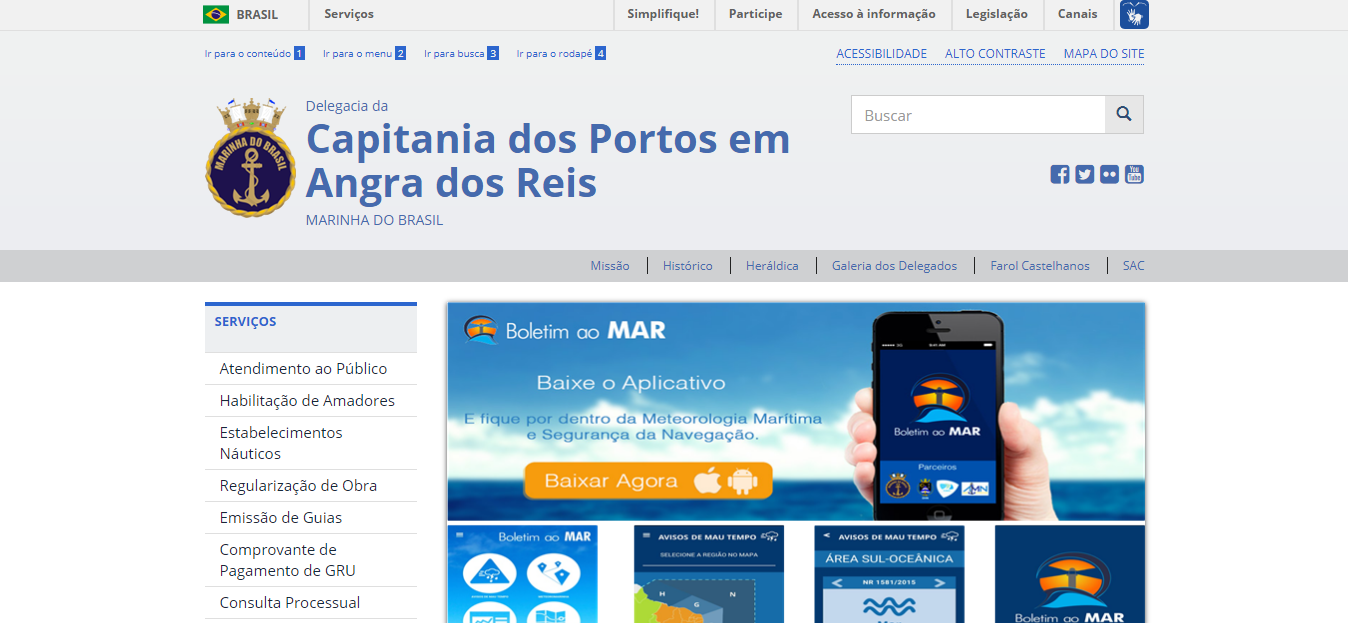 BRASIL
Serviços
Simplifique!
Participe
Acesso à informação
Legislação
Canais
Ir para o conteúdo 1
Ir para o menu 2
Ir para busca 3
Ir para o rodapé 4
ACESSIBILIDADE
ALTO CONTRASTE
MAPA DO SITE
MARINHA DO BRASIL
Delegacia da
Capitania dos Portos em
Angra dos Reis
MARINHA DO BRASIL
Buscar
You
Tube
Missão
Histórico
Heráldica
Galeria dos Delegados
Farol Castelhanos
SAC
SERVIÇOS
Atendimento ao Público
Habilitação de Amadores
Estabelecimentos
Náuticos
Regularização de Obra
Emissão de Guias
Comprovante de
Pagamento de GRU
Consulta Processual
Boletim ao MAR
Baixe o Aplicativo
E fique por dentro da Meteorologia Marítima
e Segurança da Navegação.
Baixar Agora
Boletim ao MAR
Parceiros
Boletim ao MAR
AVISOS DE MAU TEMPO
SELECIONE A REGIÃO NO MAPA
H
G
N
AVISOS DE MAU TEMPO
ÁREA SUL-OCEÂNICA
NR 1581/2015
Boletim ao MAR